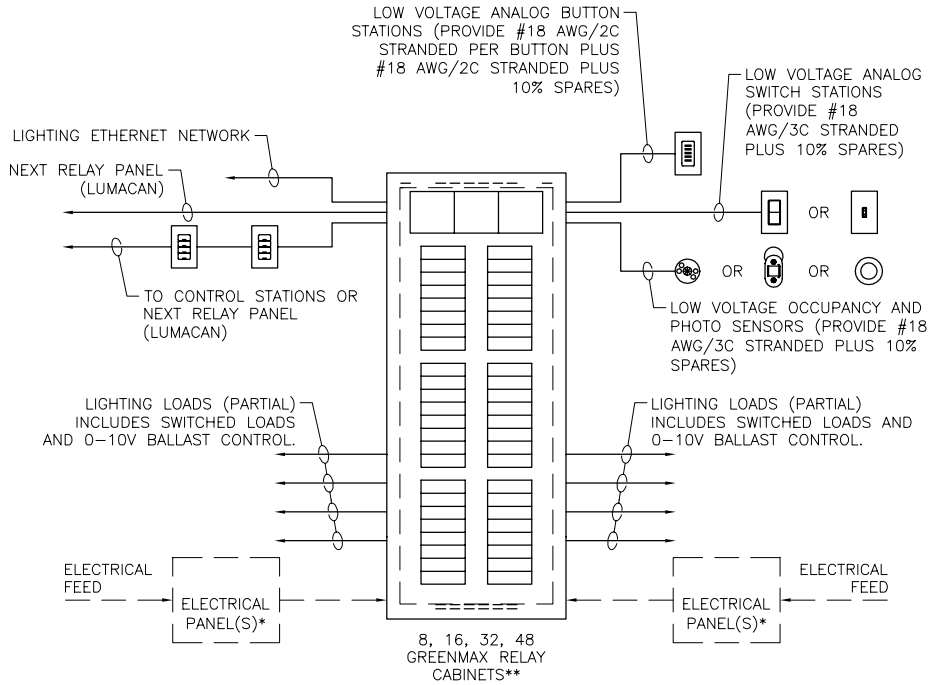 LOW VOLTAGE ANALOG BUTTON
STATIONS (PROVIDE #18 AWG/2C
STRANDED PER BUTTON PLUS
#18 AWG/2C STRANDED PLUS
10% SPARES)
LOW VOLTAGE ANALOG
SWITCH STATIONS
(PROVIDE #18
AWG/3C STRANDED
PLUS 10% SPARES)
LIGHTING ETHERNET NETWORK
NEXT RELAY PANEL
(LUMACAN)
OR
OR
OR
TO CONTROL STATIONS OR
NEXT RELAY PANEL
(LUMACAN)
LOW VOLTAGE OCCUPANCY AND
PHOTO SENSORS (PROVIDE #18
AWG/3C STRANDED PLUS 10%
SPARES)
LIGHTING LOADS (PARTIAL)
INCLUDES SWITCHED LOADS
AND 0-10V BALLAST CONTROL.
LIGHTING LOADS (PARTIAL)
INCLUDES SWITCHED LOADS AND
0-10V BALLAST CONTROL.
ELECTRICAL
FEED
ELECTRICAL
PANEL(S)*
ELECTRICAL
PANEL(S)*
ELECTRICAL
FEED
8, 16, 32, 48
GREENMAX RELAY
CABINETS**